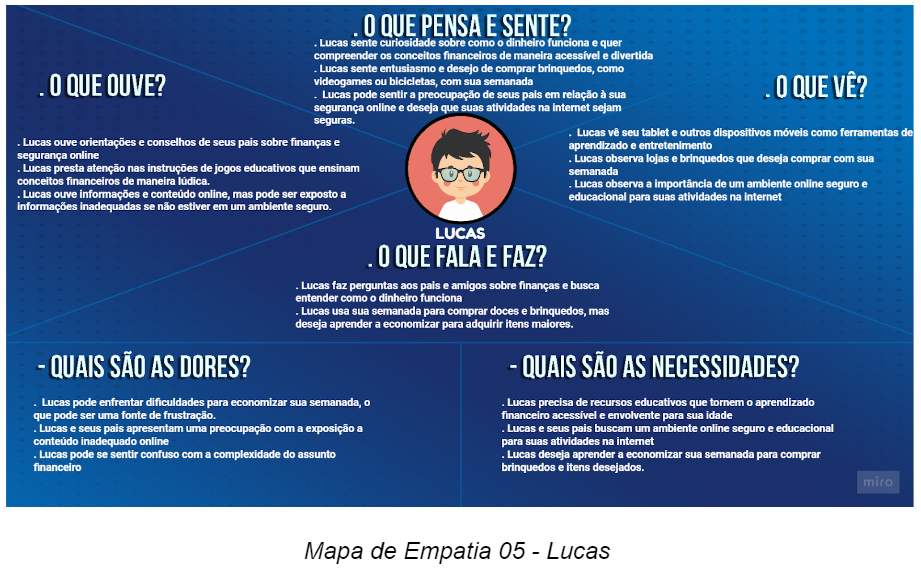 . O QUE PENSA E SENTE?
. Lucas sente curiosidade sobre como o dinheiro funciona e quer
compreender os conceitos financeiros de maneira acessível e divertida
. Lucas sente entusiasmo e desejo de comprar brinquedos, como
videogames ou bicicletas, com sua semanada
. Lucas pode sentir a preocupação de seus pais em relação à sua
segurança online e deseja que suas atividades na internet sejam
seguras.
. O QUE OUVE?
. Lucas ouve orientações e conselhos de seus pais sobre finanças e
segurança online
. Lucas presta atenção nas instruções de jogos educativos que ensinam
conceitos financeiros de maneira lúdica.
. Lucas ouve informações e conteúdo online, mas pode ser exposto a
informações inadequadas se não estiver em um ambiente seguro.
. O QUE VÊ?
. Lucas vê seu tablet e outros dispositivos móveis como ferramentas de
aprendizado e entretenimento
. Lucas observa lojas e brinquedos que deseja comprar com sua
semanada
. Lucas observa a importância de um ambiente online seguro e
educacional para suas atividades na internet
LUCAS
. O QUE FALA E FAZ?
. Lucas faz perguntas aos pais e amigos sobre finanças e busca
entender como o dinheiro funciona
. Lucas usa sua semanada para comprar doces e brinquedos, mas
deseja aprender a economizar para adquirir itens maiores.
- QUAIS SÃO AS DORES?
. Lucas pode enfrentar dificuldades para economizar sua semanada, o
que pode ser uma fonte de frustração.
. Lucas e seus pais apresentam uma preocupação com a exposição a
conteúdo inadequado online
. Lucas pode se sentir confuso com a complexidade do assunto
financeiro
- QUAIS SÃO AS NECESSIDADES?
. Lucas precisa de recursos educativos que tornem o aprendizado
financeiro acessível e envolvente para sua idade
. Lucas e seus pais buscam um ambiente online seguro e educacional
para suas atividades na internet
. Lucas deseja aprender a economizar sua semanada para comprar
brinquedos e itens desejados.
miro
Mapa de Empatia 05 - Lucas